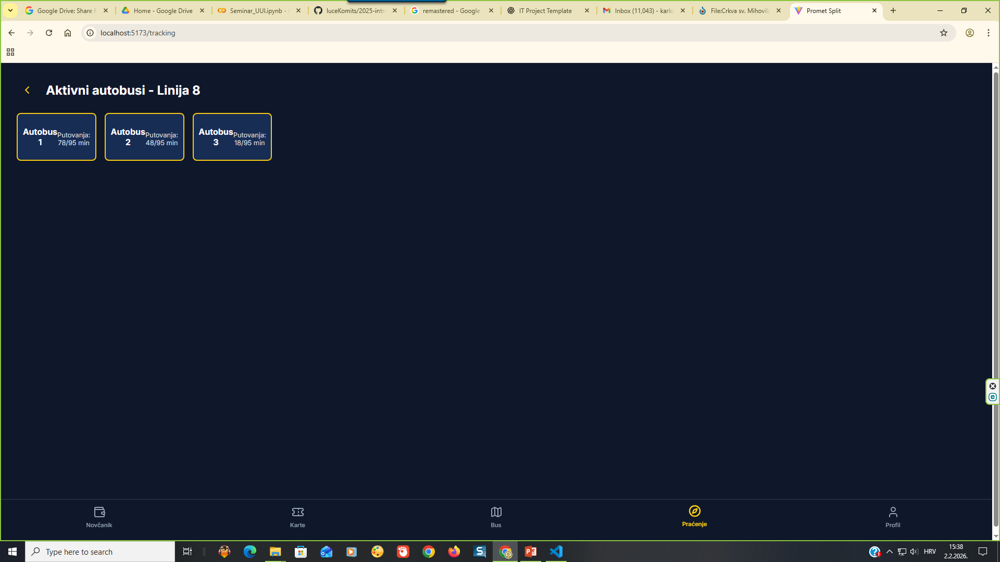 Google Drive: Share F
Home - Google Drive
Seminar_UUI.ipynb -
luceKomits/2025-intr
remastered - Google
IT Project Template
Inbox (11,043) - karlo
File:Crkva sv. Mihovila
Promet Split
localhost:5173/tracking
Aktivni autobusi - Linija 8
Autobus
1
Putovanja:
78/95 min
Autobus
2
Putovanja:
48/95 min
Autobus
3
Putovanja:
18/95 min
Novčanik
Karte
Bus
Praćenje
Profil
Type here to search
HRV
15:38
2.2.2026.